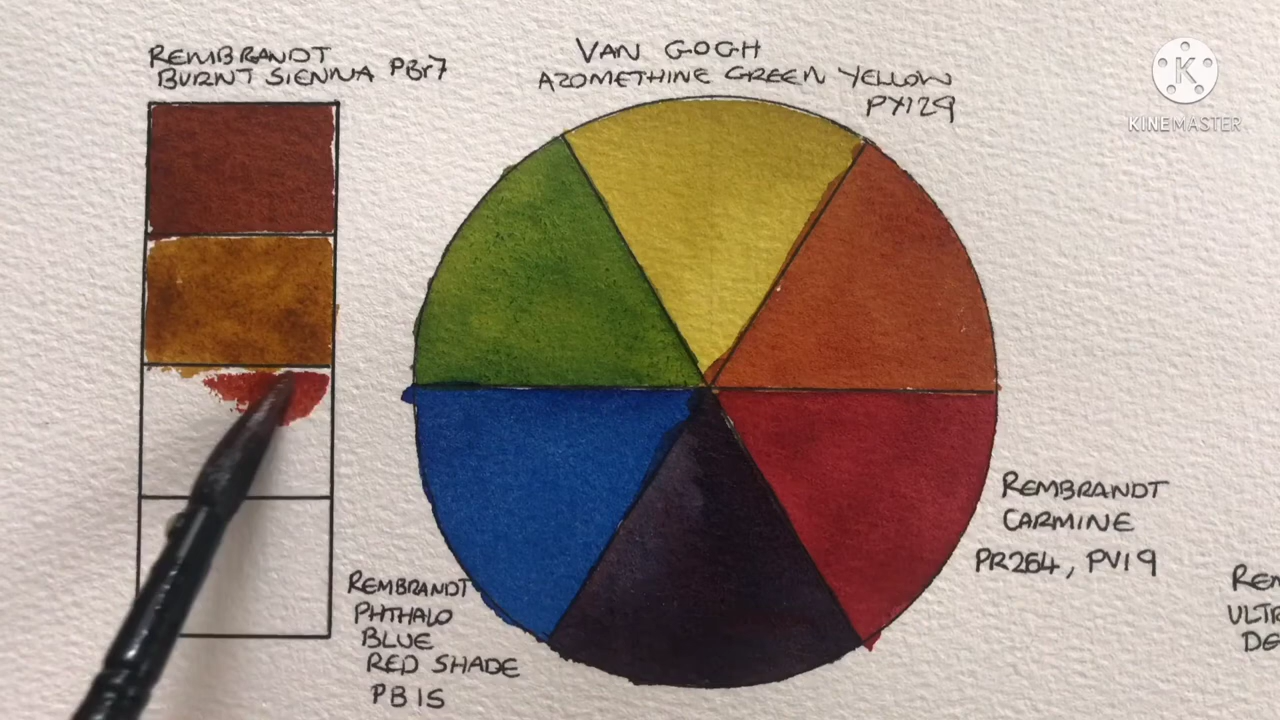 REMBRANDT
BURNT SIENNA PBr7
VAN GOGH
AZOMETHINE GREEN YELLOW
PY129
K
KINEMASTER
REMBRANDT
CARMINE
PR264, PV19
REMBRANDT
PHTHALO
BLUE
RED SHADE
PB15